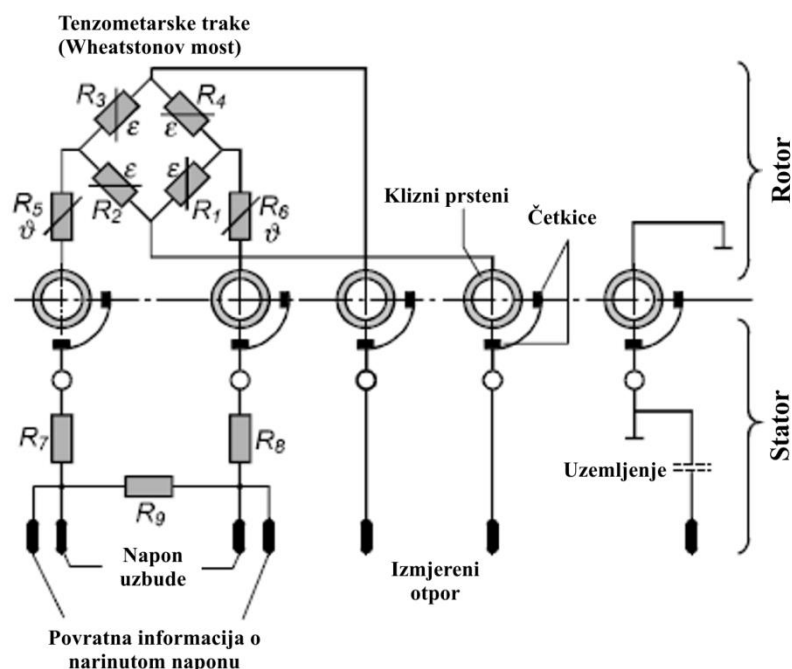 Tenzometarske trake
(Wheatstonov most)
R3
ε
R4
ε
R5
ϑ
R2
ε
R1
ε
R6
ϑ
Klizni prsteni
Četkice
Rotor
Stator
R7
R8
R9
Uzemljenje
Napon
uzbude
Izmjereni
otpor
Povratna informacija o
narinutom naponu